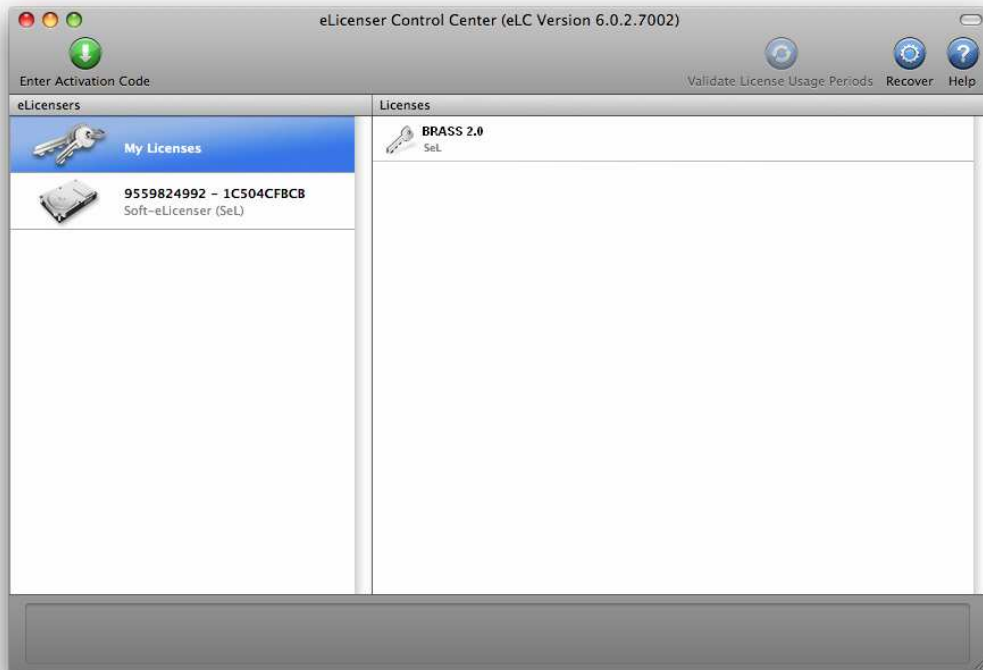 eLicenser Control Center (eLC Version 6.0.2.7002)
Enter Activation Code
Validate License Usage Periods
Recover
? Help
eLicensers
Licenses
My Licenses
BRASS 2.0
SeL
9559824992 - 1C504CFBCB
Soft-eLicenser (SeL)